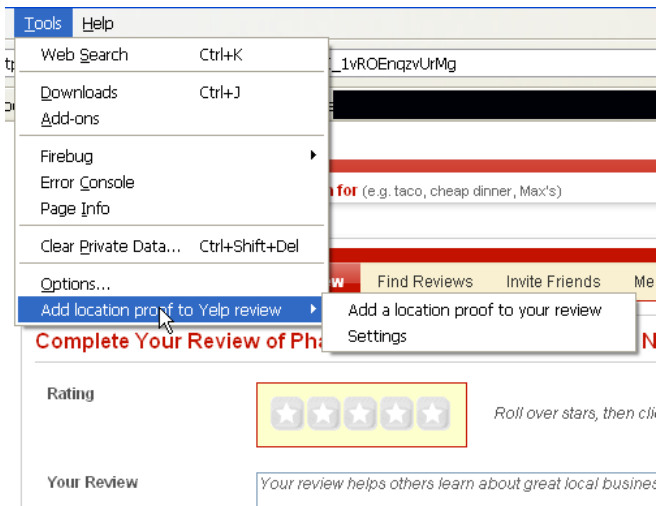 Tools Help
Web Search Ctrl+K
_1vROEnqzvUrMg
Downloads Ctrl+J
Add-ons
Firebug
Error Console
for (e.g. taco, cheap dinner, Max's)
Page Info
Clear Private Data... Ctrl+Shift+Del
Options...
Find Reviews Invite Friends Me
Add location proof to Yelp review
Add a location proof to your review
Settings
Complete Your Review of Pha
Rating
Roll over stars, then cli
Your Review
Your review helps others learn about great local busines